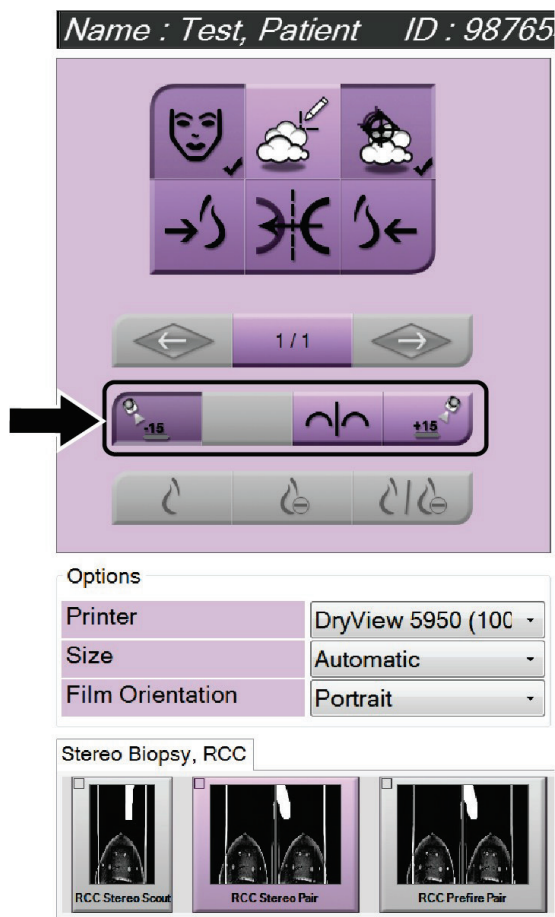 Name : Test, Patient ID : 98765
1 / 1
-15
+15
Options
Printer DryView 5950 (100
Size Automatic
Film Orientation Portrait
Stereo Biopsy, RCC
RCC Stereo Scout RCC Stereo Pair RCC Prefire Pair